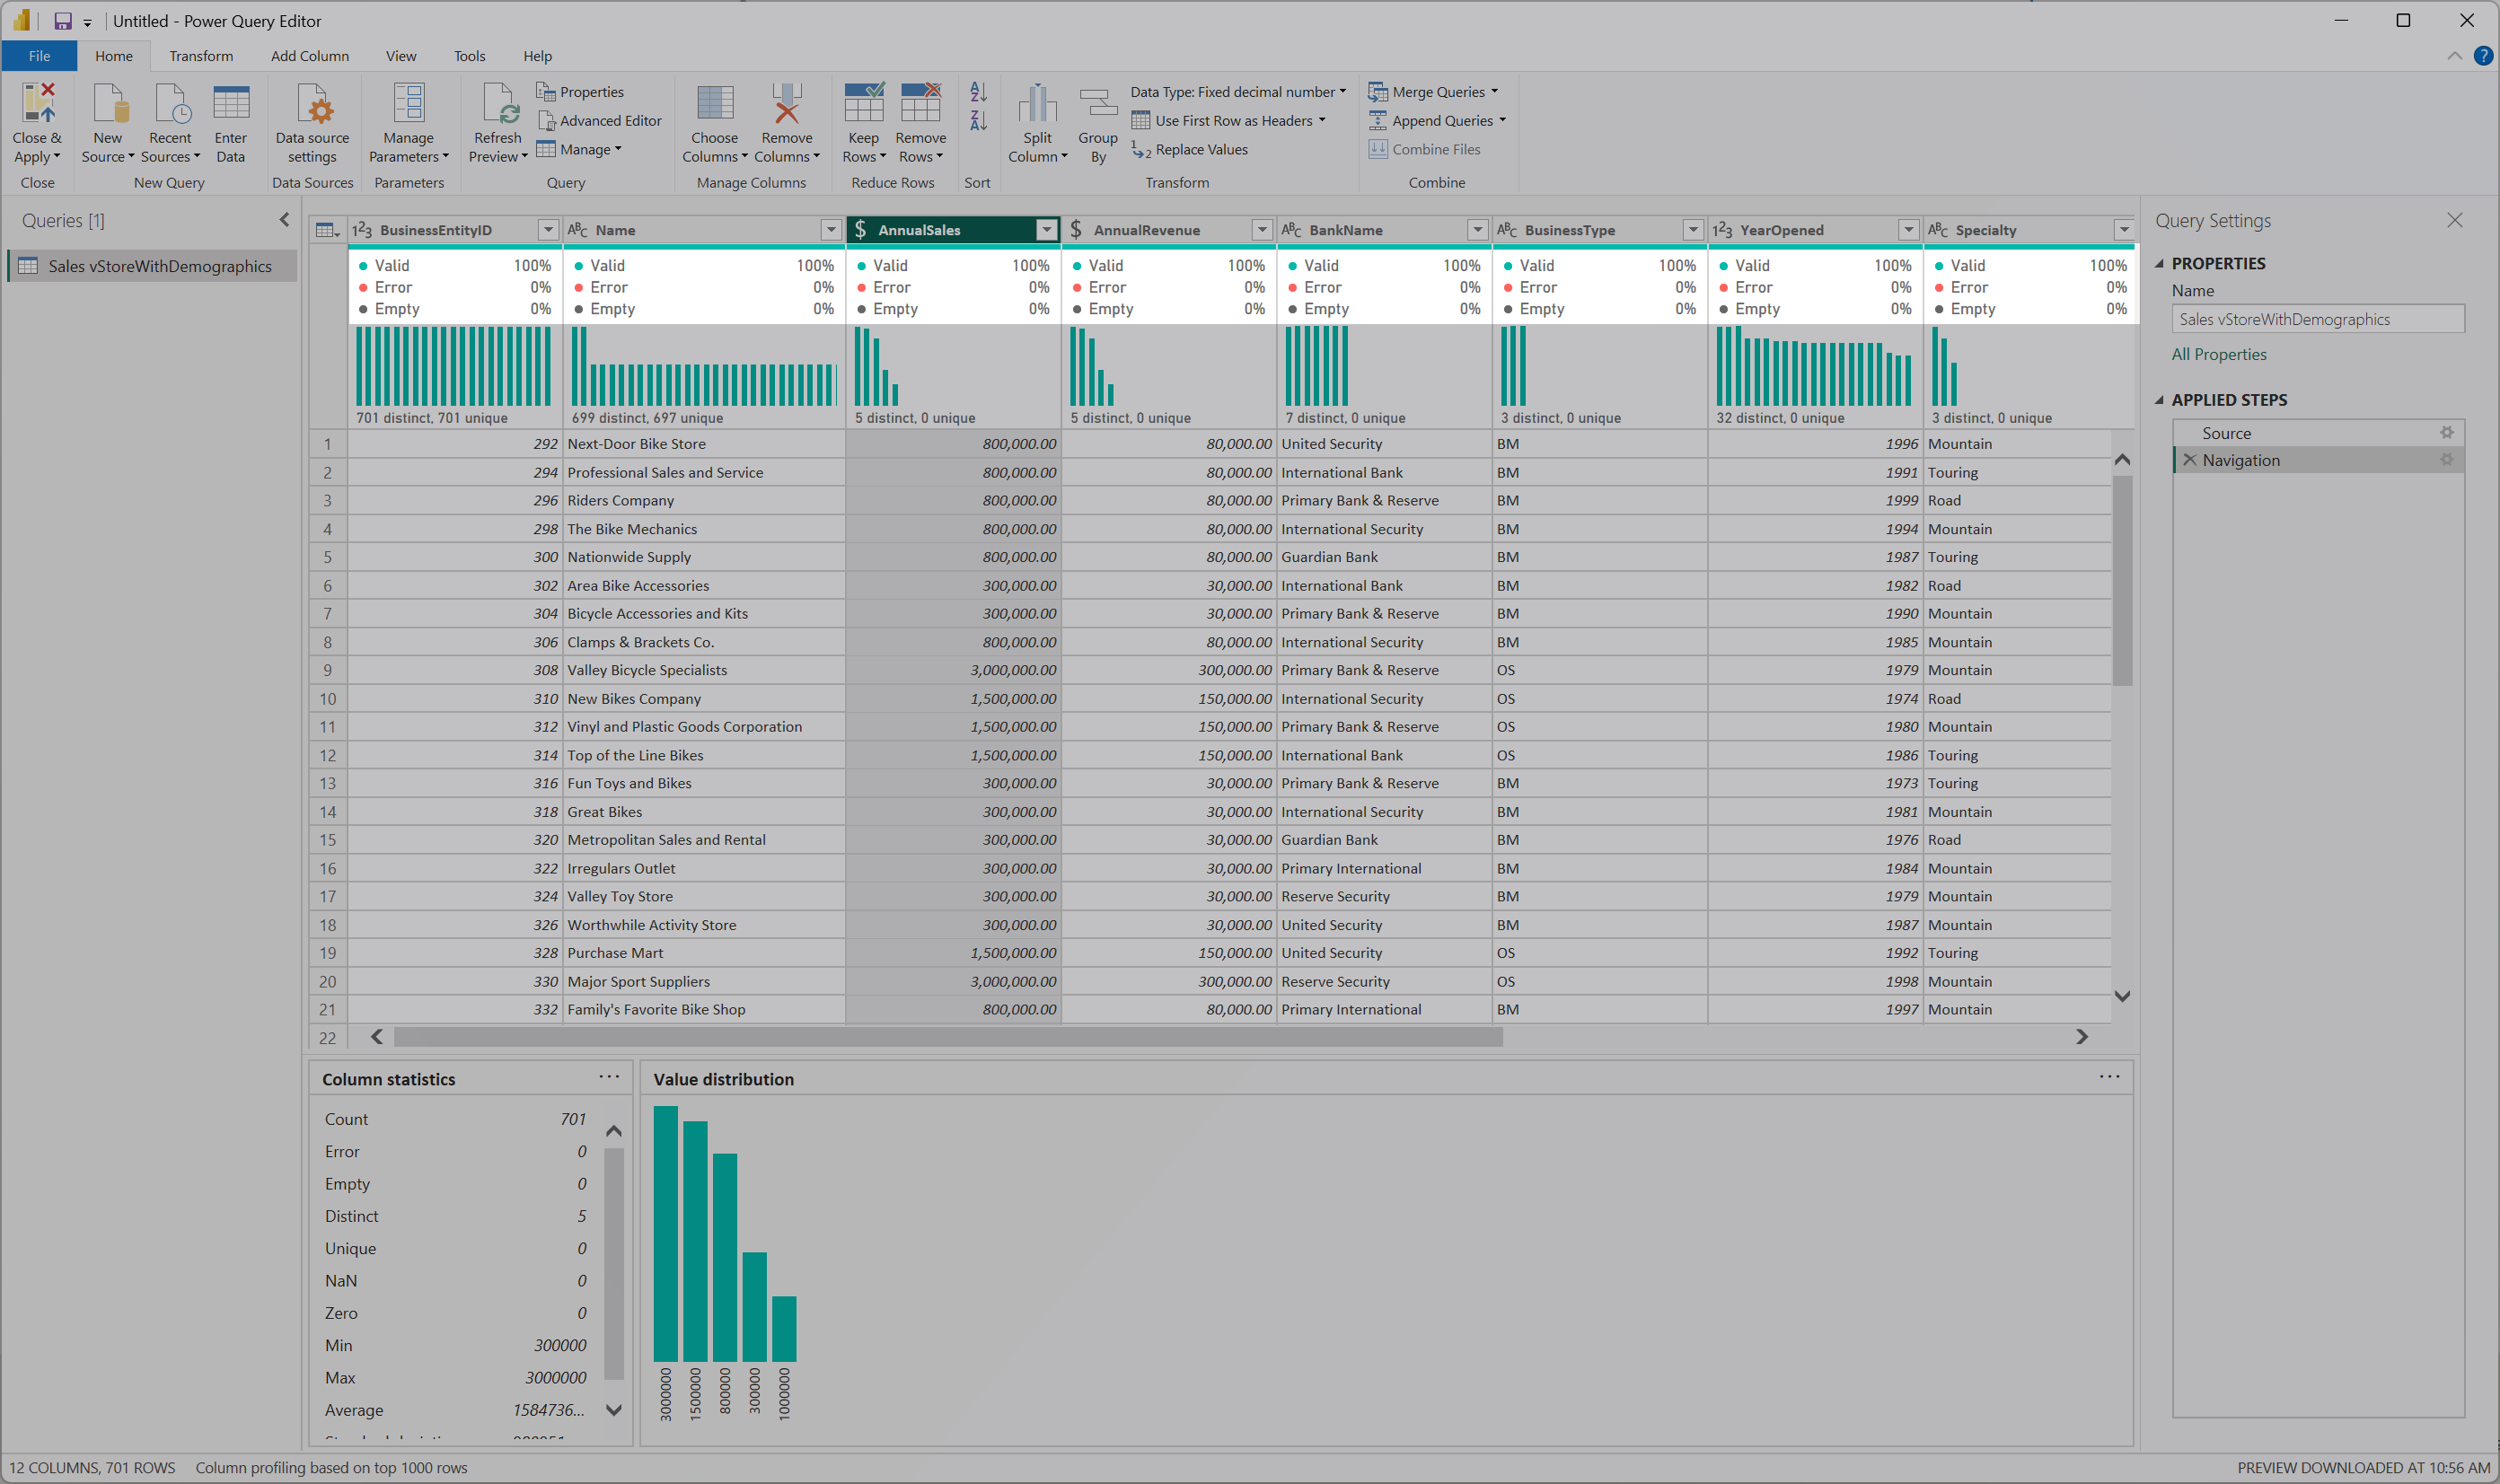 Untitled - Power Query Editor
File Home Transform Add Column View Tools Help
Close & Apply
New Source
Recent Sources
Enter Data
Data source settings
Manage Parameters
Refresh Preview
Properties
Advanced Editor
Manage
Choose Columns
Remove Columns
Keep Rows
Remove Rows
Split Column
Group By
Data Type: Fixed decimal number
Use First Row as Headers
Replace Values
Merge Queries
Append Queries
Combine Files
Close New Query Data Sources Parameters Query Manage Columns Reduce Rows Sort Transform Combine
Queries [1]
Sales vStoreWithDemographics
BusinessEntityID Name AnnualSales AnnualRevenue BankName BusinessType YearOpened Specialty
Valid 100% Valid 100% Valid 100% Valid 100% Valid 100% Valid 100% Valid 100% Valid 100%
Error 0% Error 0% Error 0% Error 0% Error 0% Error 0% Error 0% Error 0%
Empty 0% Empty 0% Empty 0% Empty 0% Empty 0% Empty 0% Empty 0% Empty 0%
701 distinct, 701 unique 699 distinct, 697 unique 5 distinct, 0 unique 5 distinct, 0 unique 7 distinct, 0 unique 3 distinct, 0 unique 32 distinct, 0 unique 3 distinct, 0 unique
1 292 Next-Door Bike Store 800,000.00 80,000.00 United Security BM 1996 Mountain
2 294 Professional Sales and Service 800,000.00 80,000.00 International Bank BM 1991 Touring
3 296 Riders Company 800,000.00 80,000.00 Primary Bank & Reserve BM 1999 Road
4 298 The Bike Mechanics 800,000.00 80,000.00 International Security BM 1994 Mountain
5 300 Nationwide Supply 800,000.00 80,000.00 Guardian Bank BM 1987 Touring
6 302 Area Bike Accessories 300,000.00 30,000.00 International Bank BM 1982 Road
7 304 Bicycle Accessories and Kits 300,000.00 30,000.00 Primary Bank & Reserve BM 1990 Mountain
8 306 Clamps & Brackets Co. 800,000.00 80,000.00 International Security BM 1985 Mountain
9 308 Valley Bicycle Specialists 3,000,000.00 300,000.00 Primary Bank & Reserve OS 1979 Mountain
10 310 New Bikes Company 1,500,000.00 150,000.00 International Security OS 1974 Road
11 312 Vinyl and Plastic Goods Corporation 1,500,000.00 150,000.00 Primary Bank & Reserve OS 1980 Mountain
12 314 Top of the Line Bikes 1,500,000.00 150,000.00 International Bank OS 1986 Touring
13 316 Fun Toys and Bikes 300,000.00 30,000.00 Primary Bank & Reserve BM 1973 Touring
14 318 Great Bikes 300,000.00 30,000.00 International Security BM 1981 Mountain
15 320 Metropolitan Sales and Rental 300,000.00 30,000.00 Guardian Bank BM 1976 Road
16 322 Irregulars Outlet 300,000.00 30,000.00 Primary International BM 1984 Mountain
17 324 Valley Toy Store 300,000.00 30,000.00 Reserve Security BM 1979 Mountain
18 326 Worthwhile Activity Store 300,000.00 30,000.00 United Security BM 1987 Mountain
19 328 Purchase Mart 1,500,000.00 150,000.00 United Security OS 1992 Touring
20 330 Major Sport Suppliers 3,000,000.00 300,000.00 Reserve Security OS 1998 Mountain
21 332 Family's Favorite Bike Shop 800,000.00 80,000.00 Primary International BM 1997 Mountain
22
Column statistics
Count 701
Error 0
Empty 0
Distinct 5
Unique 0
NaN 0
Zero 0
Min 300000
Max 3000000
Average 1584736...
Value distribution
3000000 1500000 800000 300000 1000000
Query Settings
PROPERTIES
Name
Sales vStoreWithDemographics
All Properties
APPLIED STEPS
Source
Navigation
12 COLUMNS, 701 ROWS Column profiling based on top 1000 rows PREVIEW DOWNLOADED AT 10:56 AM